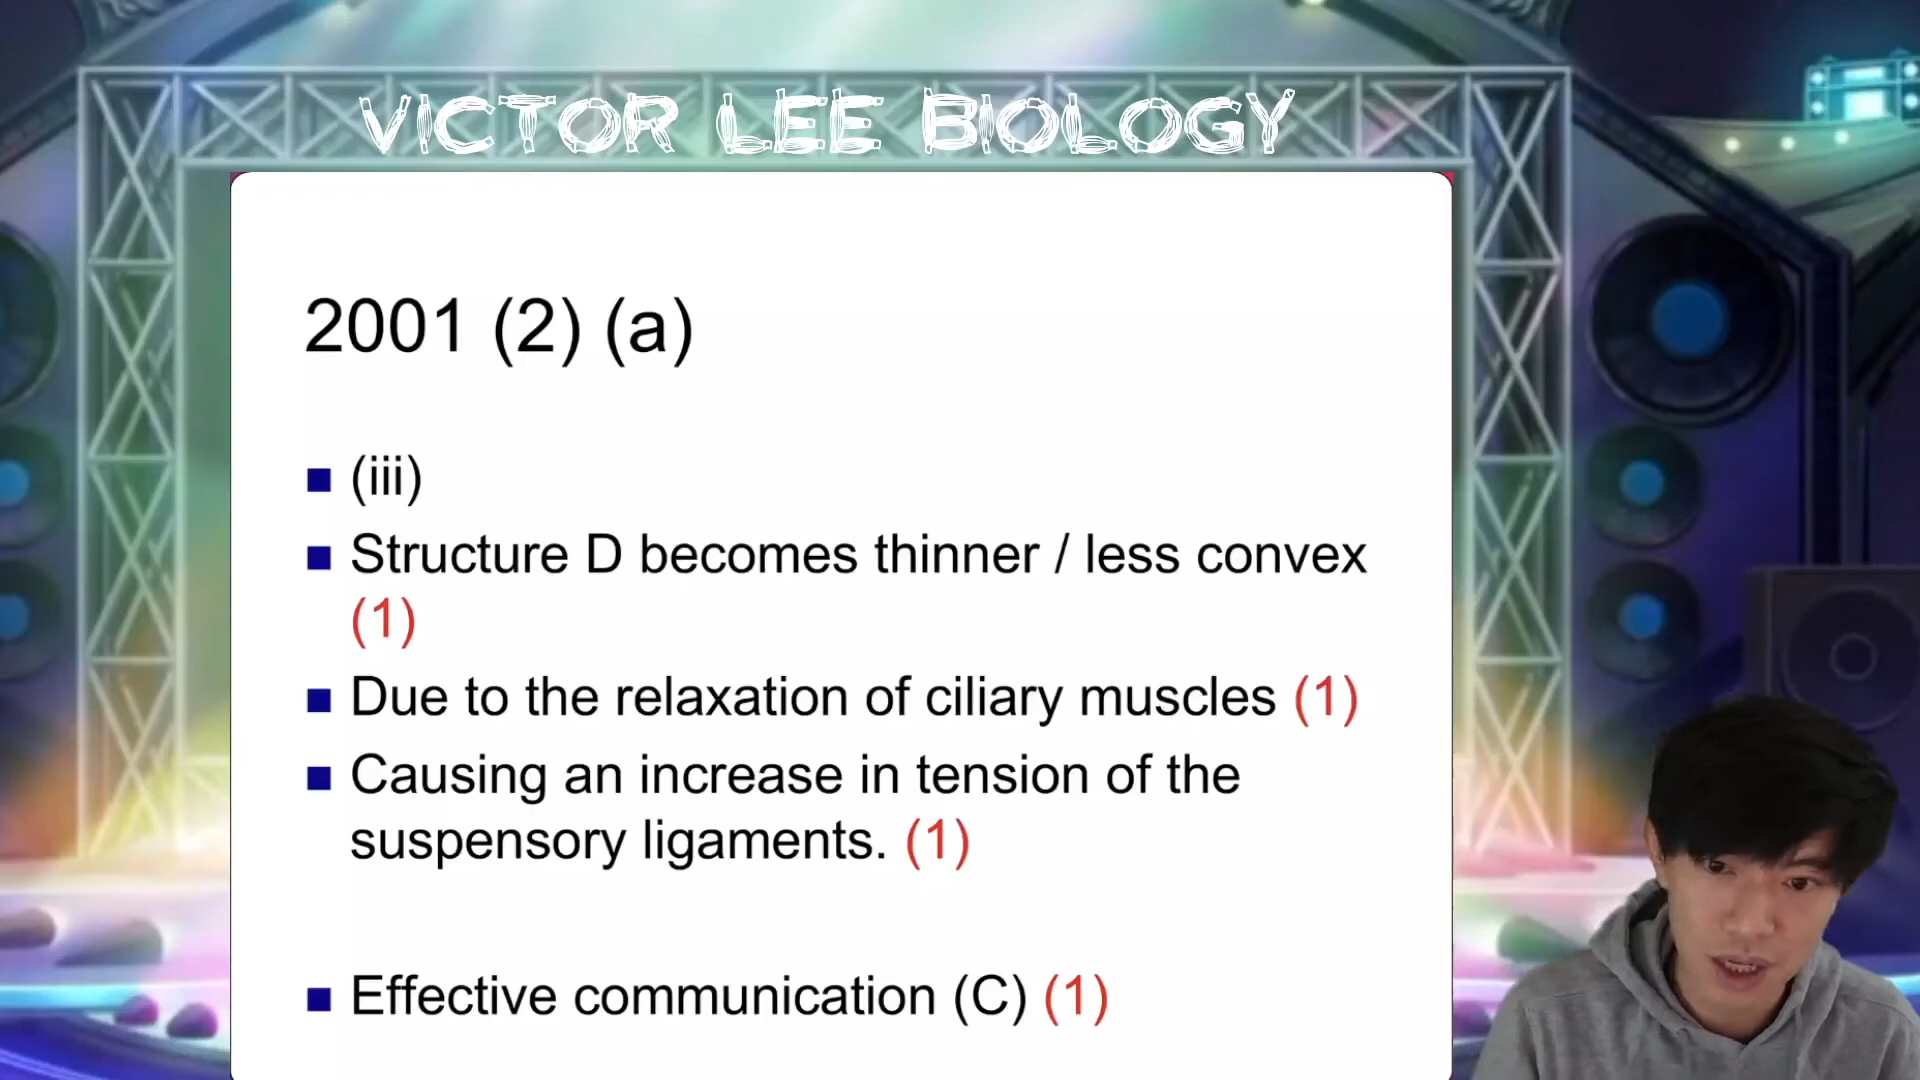 VICTOR LEE BIOLOGY
2001 (2) (a)
(iii)
Structure D becomes thinner / less convex
(1)
Due to the relaxation of ciliary muscles (1)
Causing an increase in tension of the
suspensory ligaments. (1)
Effective communication (C) (1)